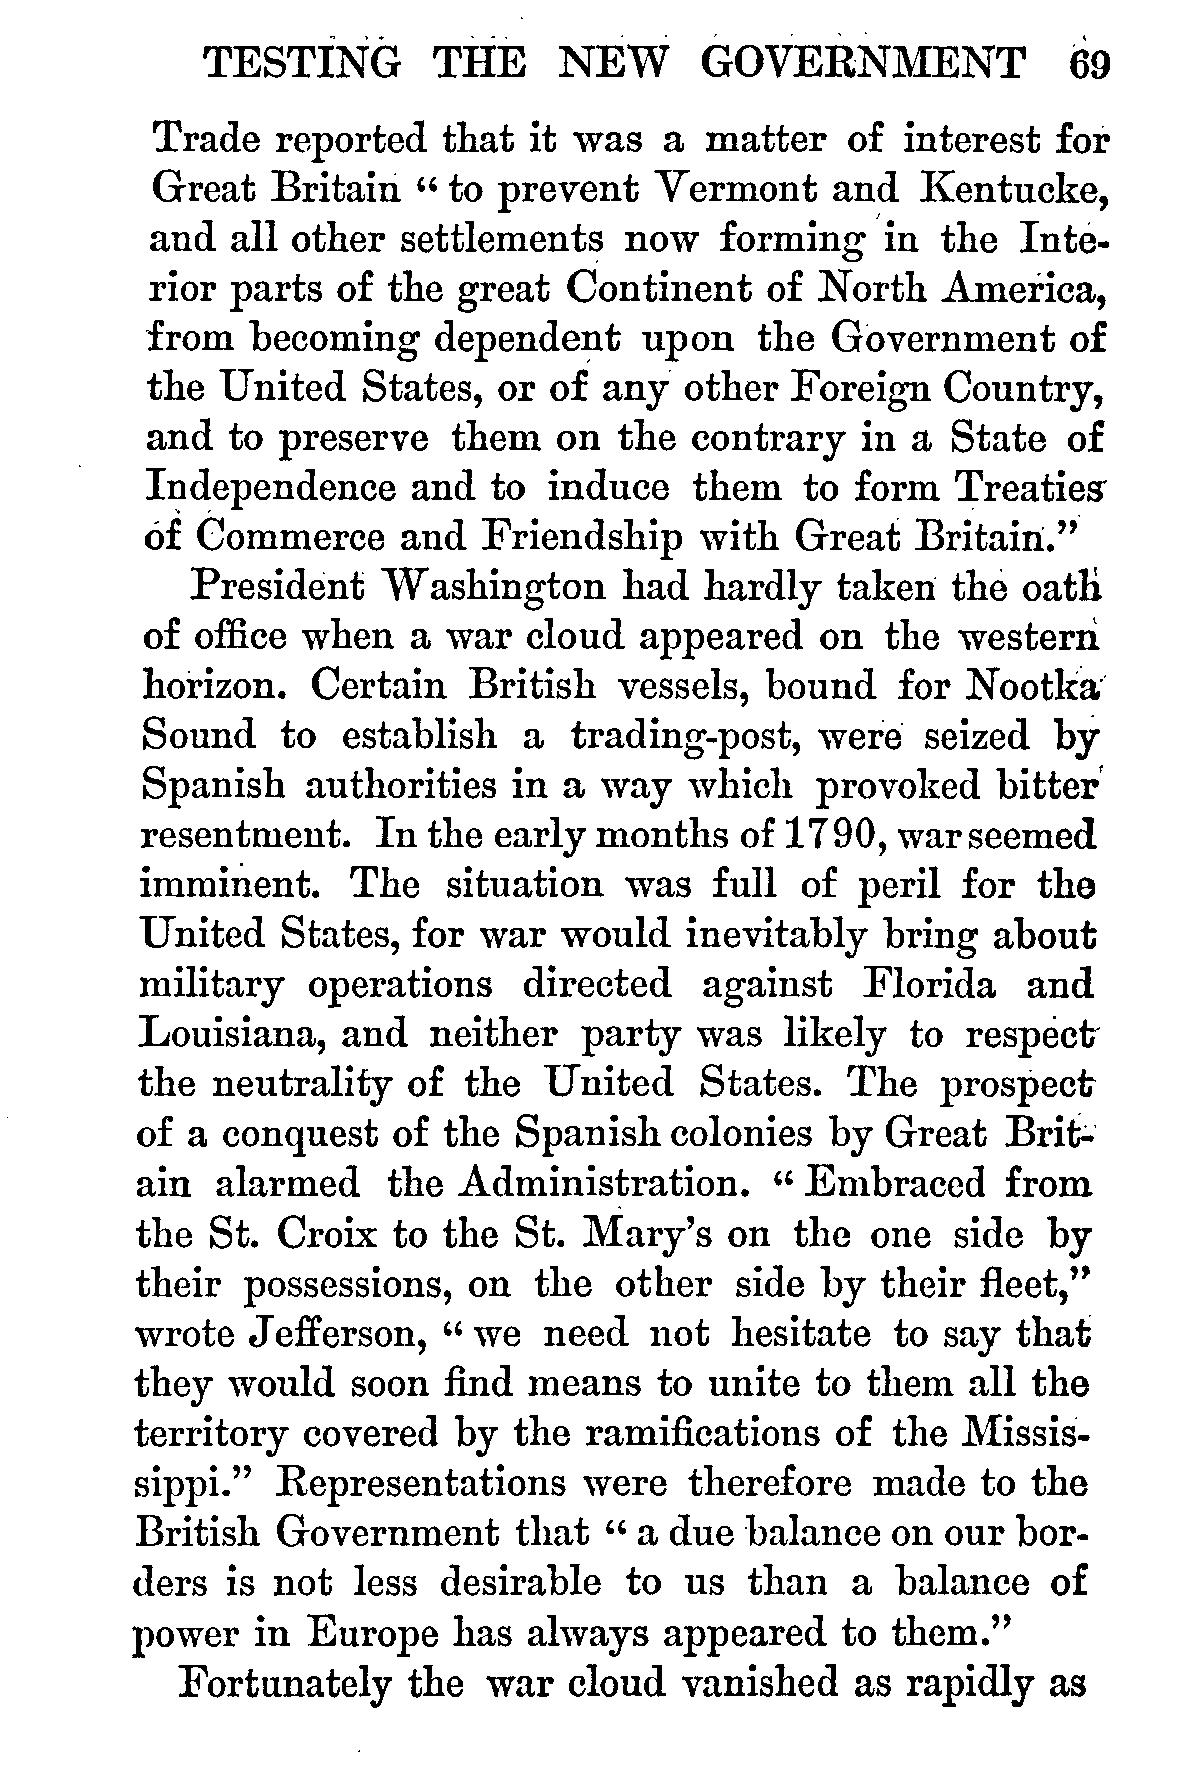 TESTING THE NEW GOVERNMENT 69
Trade reported that it was a matter of interest for
Great Britain “ to prevent Vermont and Kentucke,
and all other settlements now forming in the Inte-
rior parts of the great Continent of North America,
from becoming dependent upon the Government of
the United States, or of any other Foreign Country,
and to preserve them on the contrary in a State of
Independence and to induce them to form Treaties
of Commerce and Friendship with Great Britain.”
President Washington had hardly taken the oath
of office when a war cloud appeared on the western
horizon. Certain British vessels, bound for Nootka
Sound to establish a trading-post, were seized by
Spanish authorities in a way which provoked bitter
resentment. In the early months of 1790, war seemed
imminent. The situation was full of peril for the
United States, for war would inevitably bring about
military operations directed against Florida and
Louisiana, and neither party was likely to respect
the neutrality of the United States. The prospect
of a conquest of the Spanish colonies by Great Brit-
ain alarmed the Administration. “ Embraced from
the St. Croix to the St. Mary’s on the one side by
their possessions, on the other side by their fleet,”
wrote Jefferson, “ we need not hesitate to say that
they would soon find means to unite to them all the
territory covered by the ramifications of the Missis-
sippi.” Representations were therefore made to the
British Government that “ a due balance on our bor-
ders is not less desirable to us than a balance of
power in Europe has always appeared to them.”
Fortunately the war cloud vanished as rapidly as